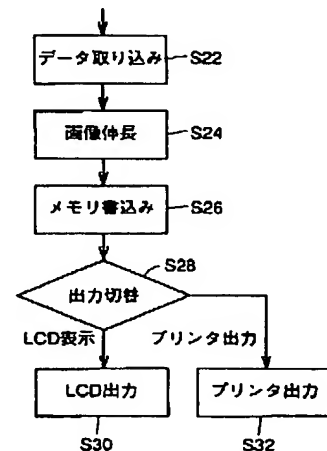 データ取り込み S22
画像伸長 S24
メモリ書込み S26
S28
出力切替
LCD表示 プリンタ出力
LCD出力 プリンタ出力
S30 S32